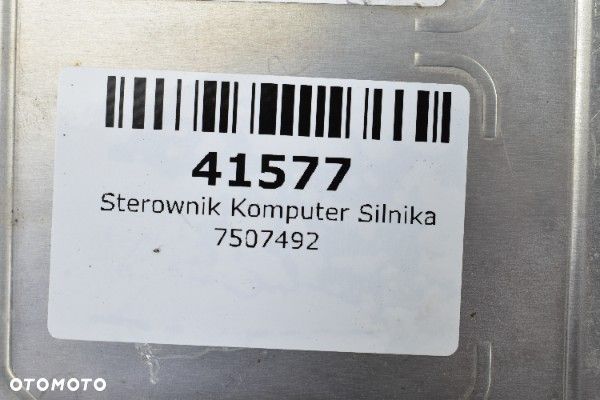 41577
Sterownik Komputer Silnika
7507492
OTOMOTO